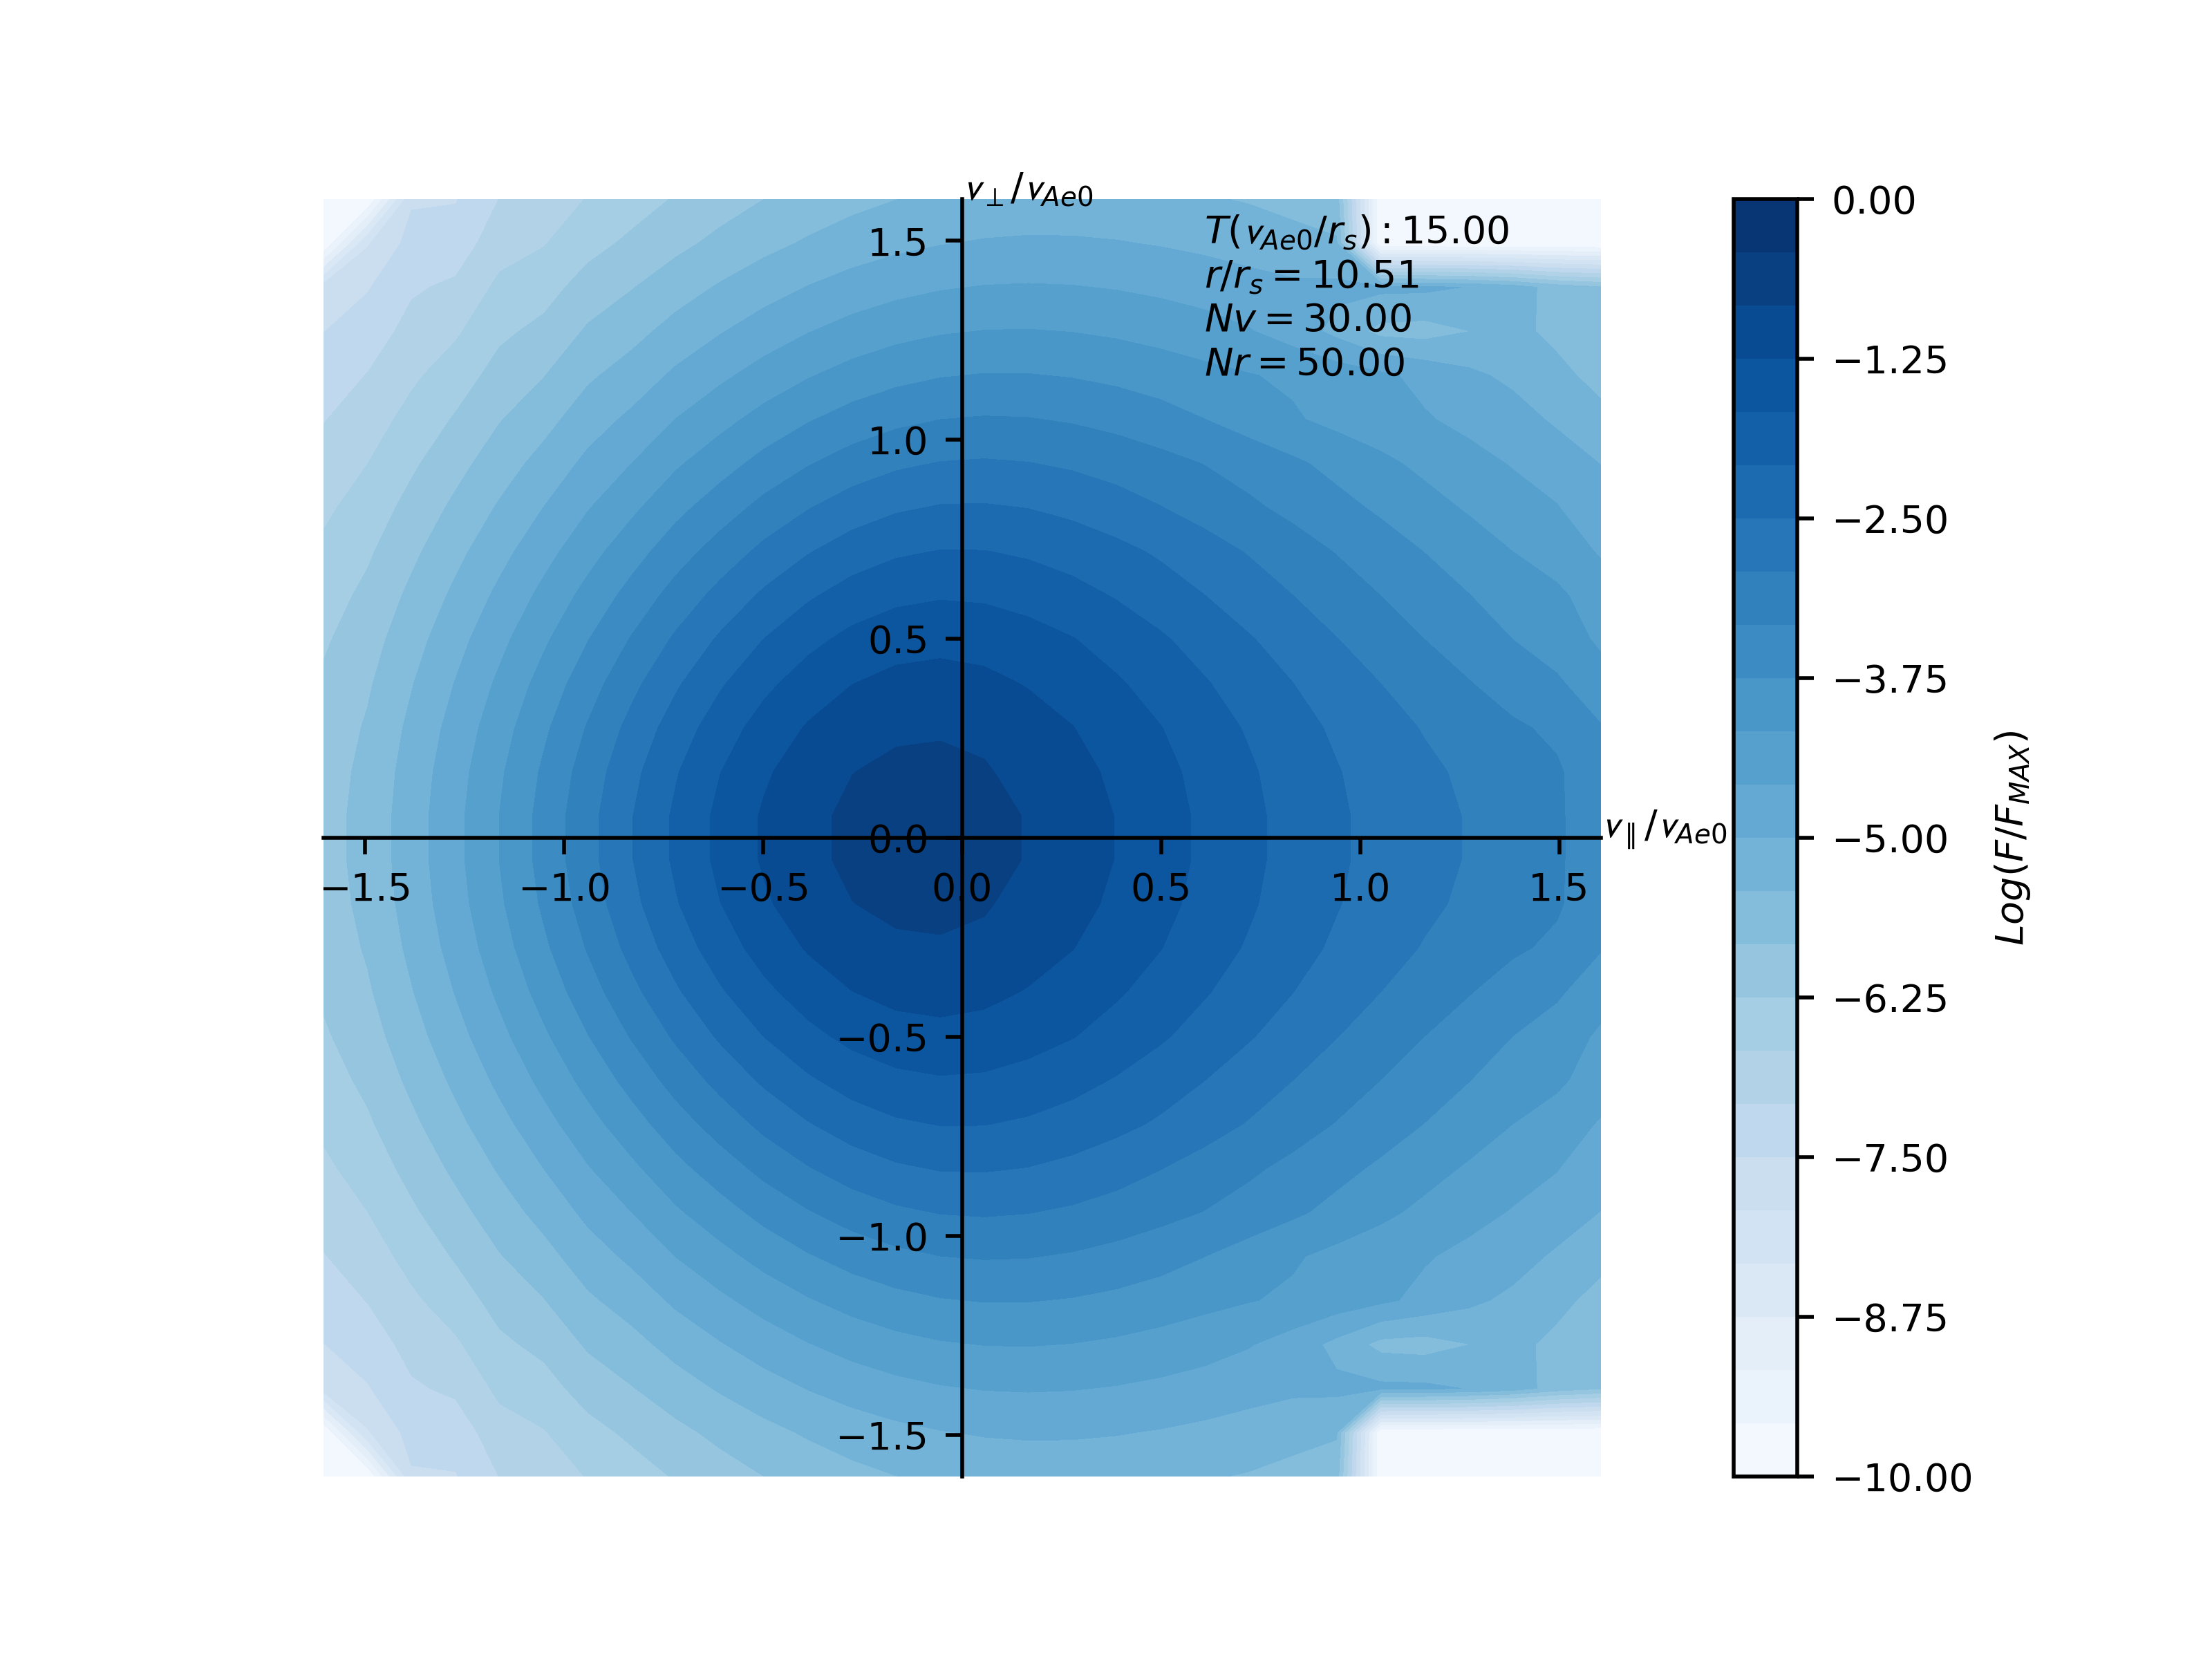 v⊥/vAe0
T(vAe0/rs) : 15.00
r/rs = 10.51
Nv = 30.00
Nr = 50.00
1.5
1.0
0.5
0.0
−0.5
−1.0
−1.5
−1.5 −1.0 −0.5 0.0 0.5 1.0 1.5
v∥/vAe0
0.00
−1.25
−2.50
−3.75
−5.00
−6.25
−7.50
−8.75
−10.00
Log(F/FMAX)